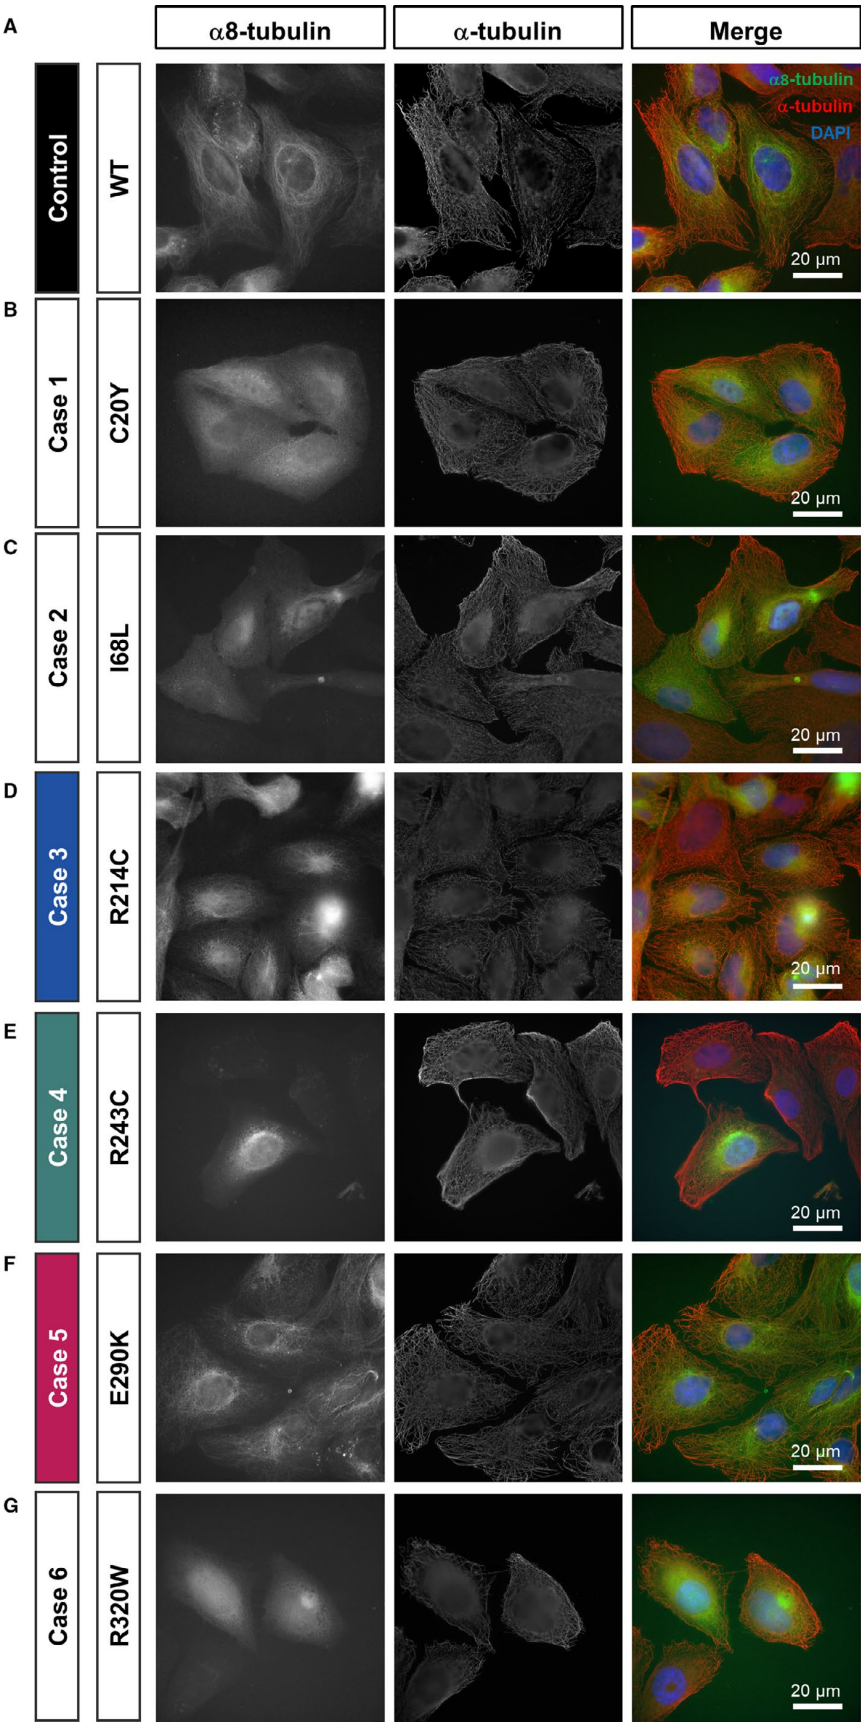 A
α8-tubulin
α-tubulin
Merge
Control
WT
α8-tubulin
α-tubulin
DAPI
20 µm
B
Case 1
C20Y
20 µm
C
Case 2
I68L
20 µm
D
Case 3
R214C
20 µm
E
Case 4
R243C
20 µm
F
Case 5
E290K
20 µm
G
Case 6
R320W
20 µm